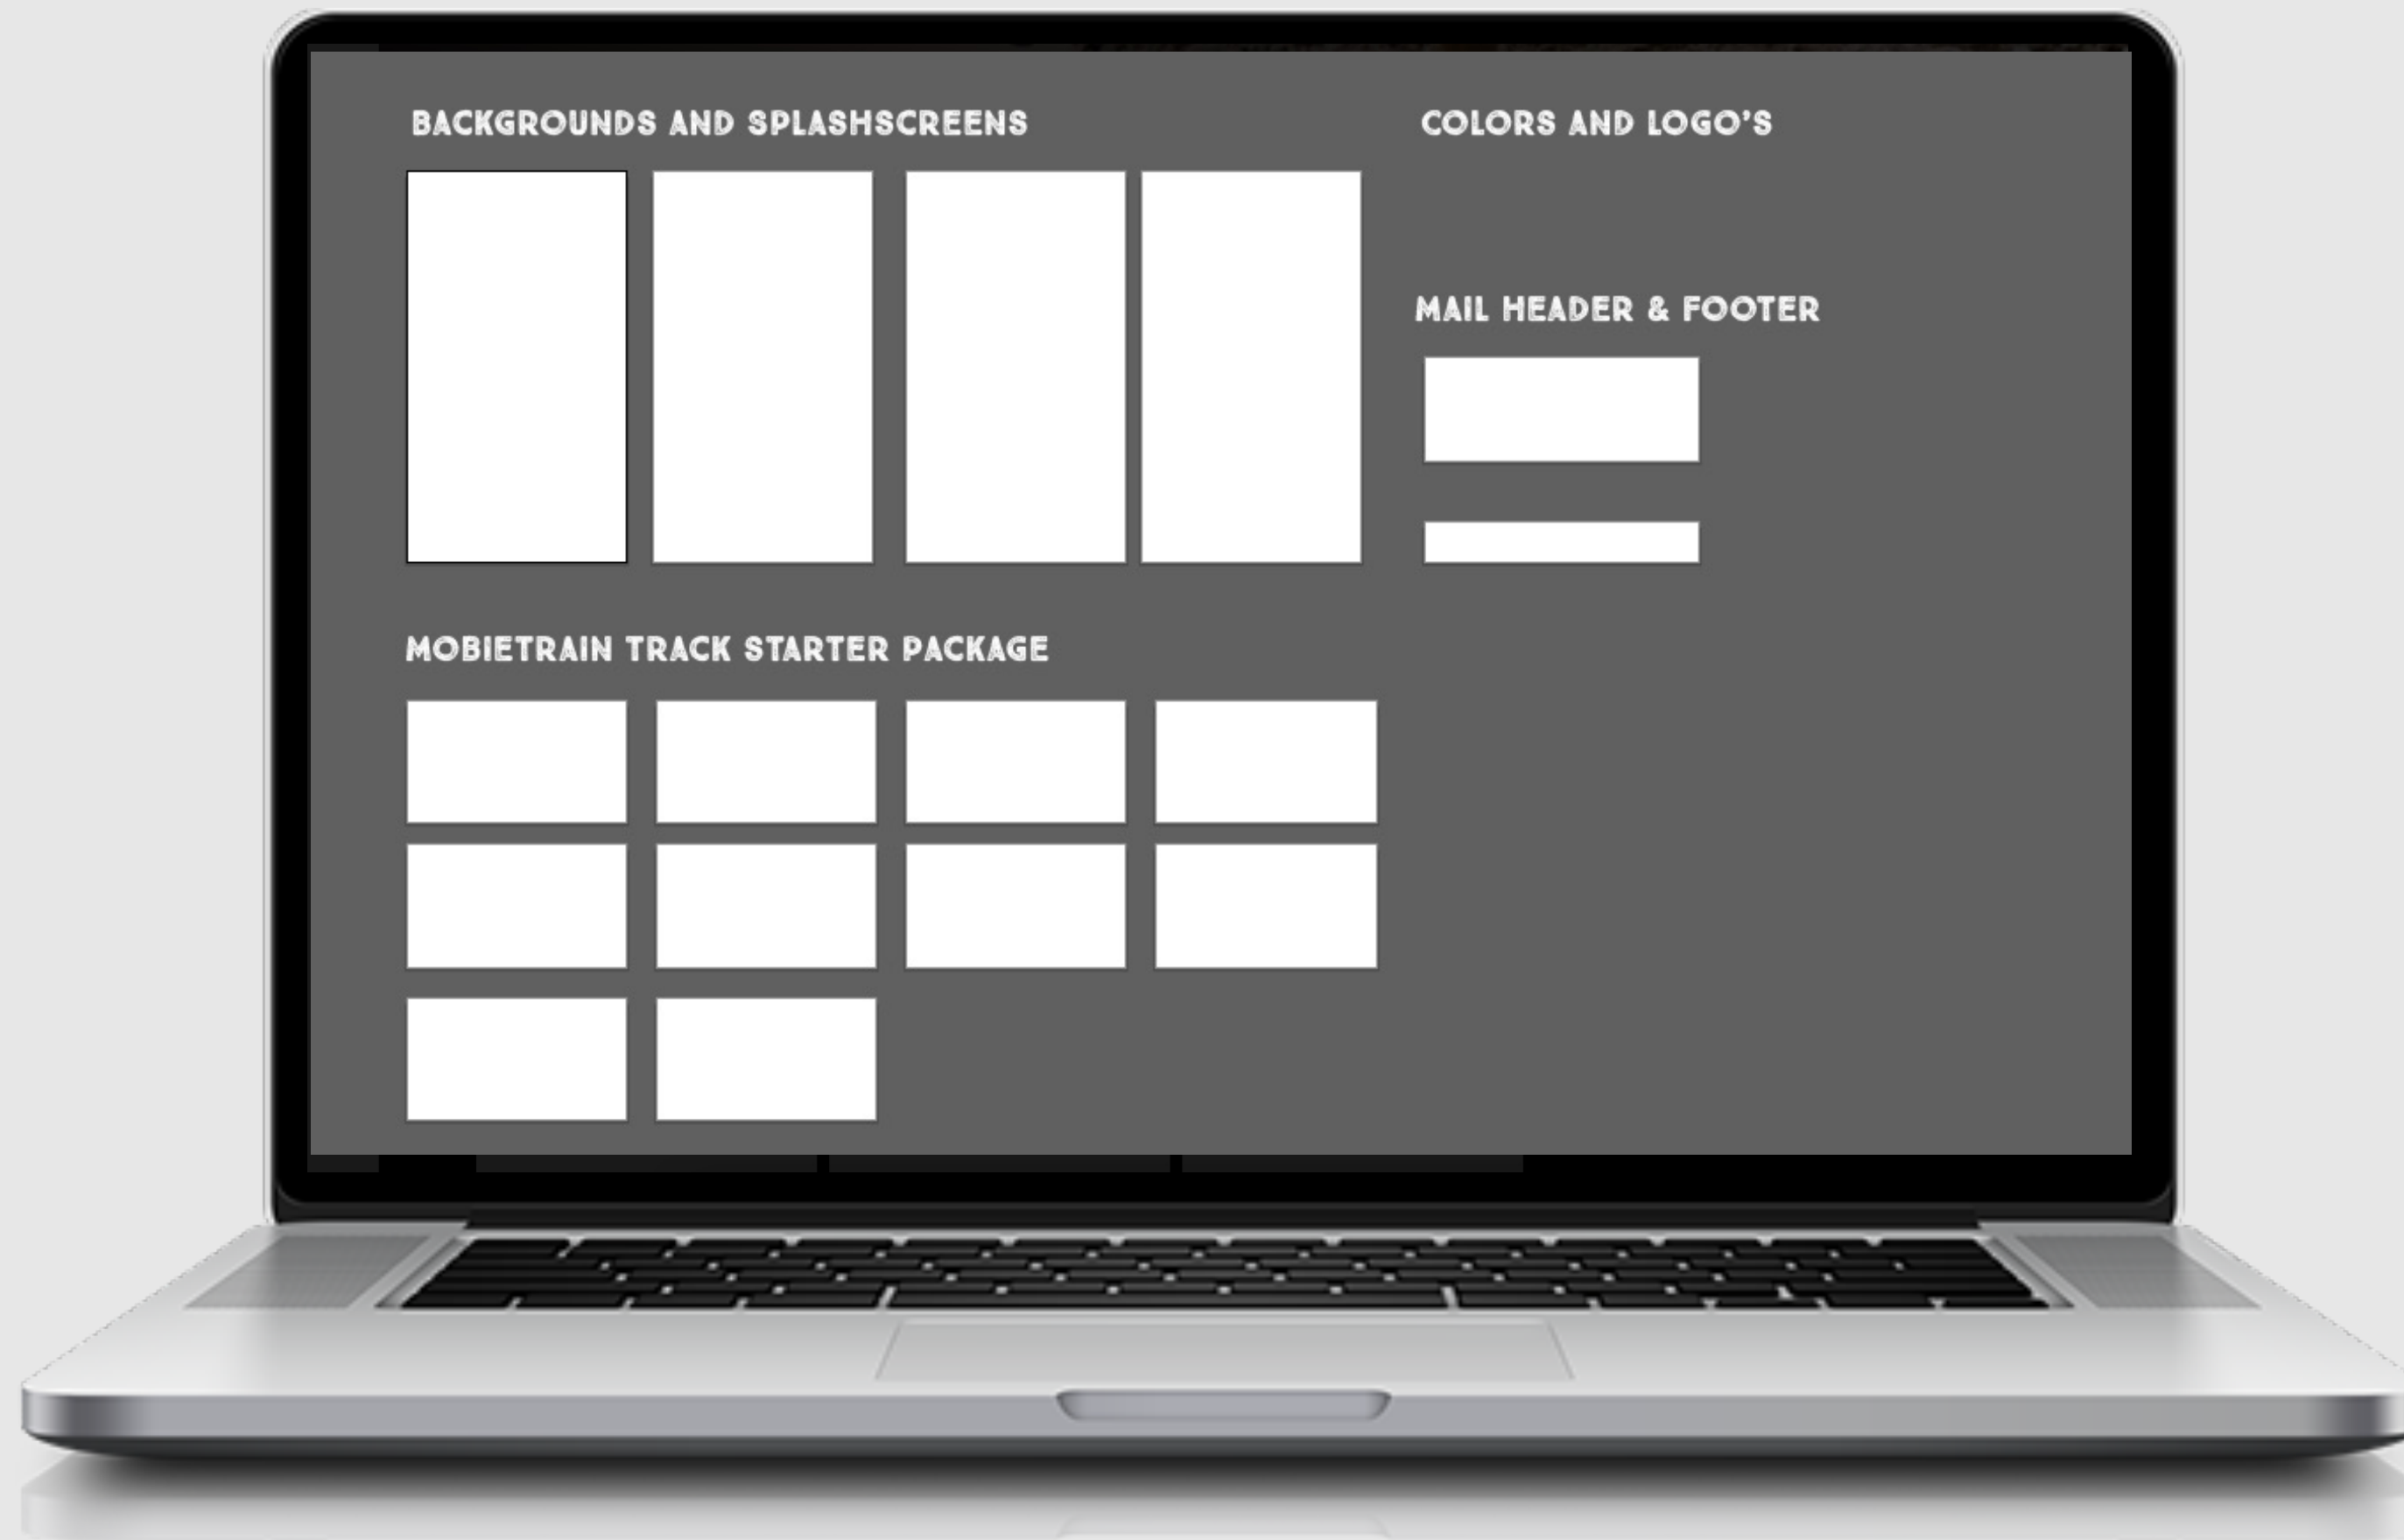 BACKGROUNDS AND SPLASHSCREENS
COLORS AND LOGO'S
MAIL HEADER & FOOTER
MOBIETRAIN TRACK STARTER PACKAGE